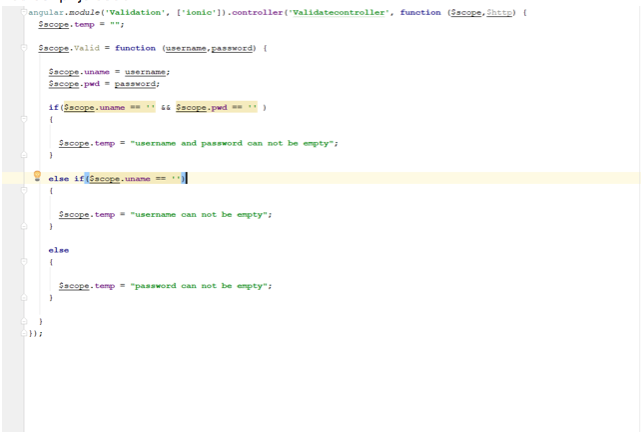 angular.module('Validation', ['ionic']).controller('Validatecontroller', function ($scope,$http) {
$scope.temp = "";
$scope.Valid = function (username,password) {
$scope.uname = username;
$scope.pwd = password;
if($scope.uname == '' && $scope.pwd == '' )
{
$scope.temp = "username and password can not be empty";
}
else if($scope.uname == '')
{
$scope.temp = "username can not be empty";
}
else
{
$scope.temp = "password can not be empty";
}
}
});